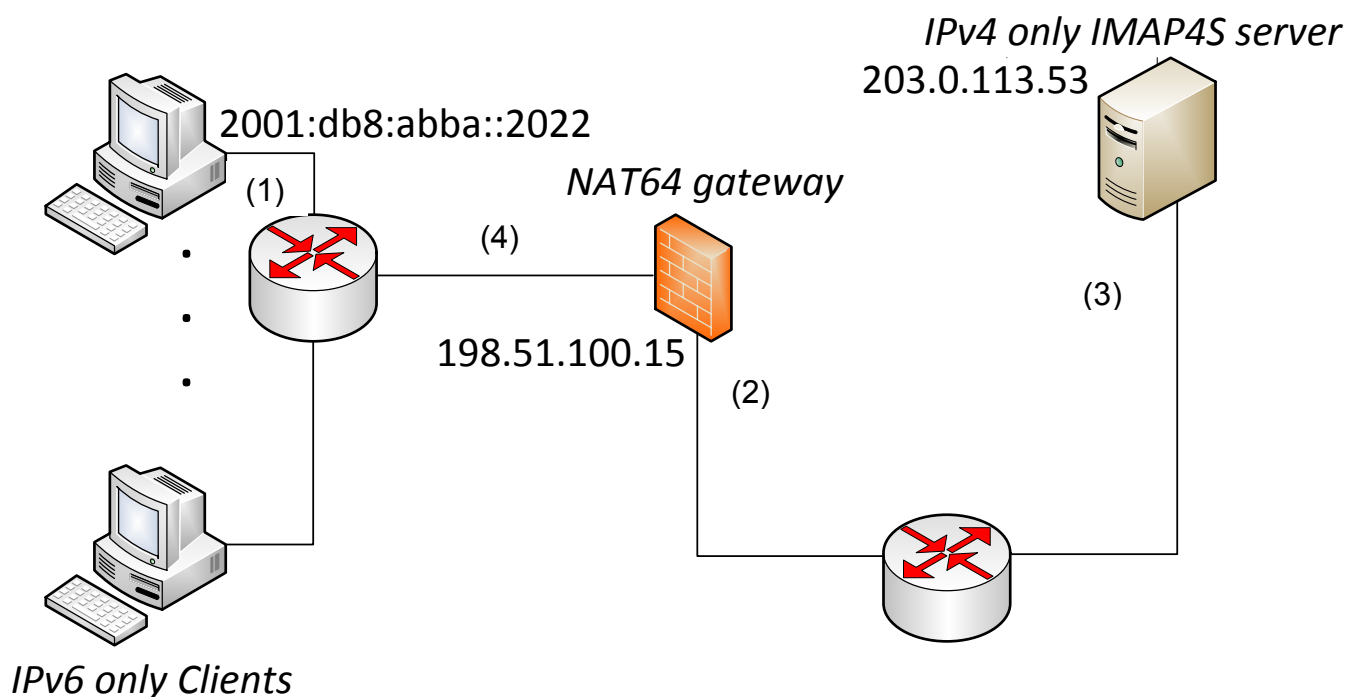 IPv4 only IMAP4S server
203.0.113.53
2001:db8:abba::2022
(1)
NAT64 gateway
(4)
(3)
198.51.100.15
(2)
IPv6 only Clients